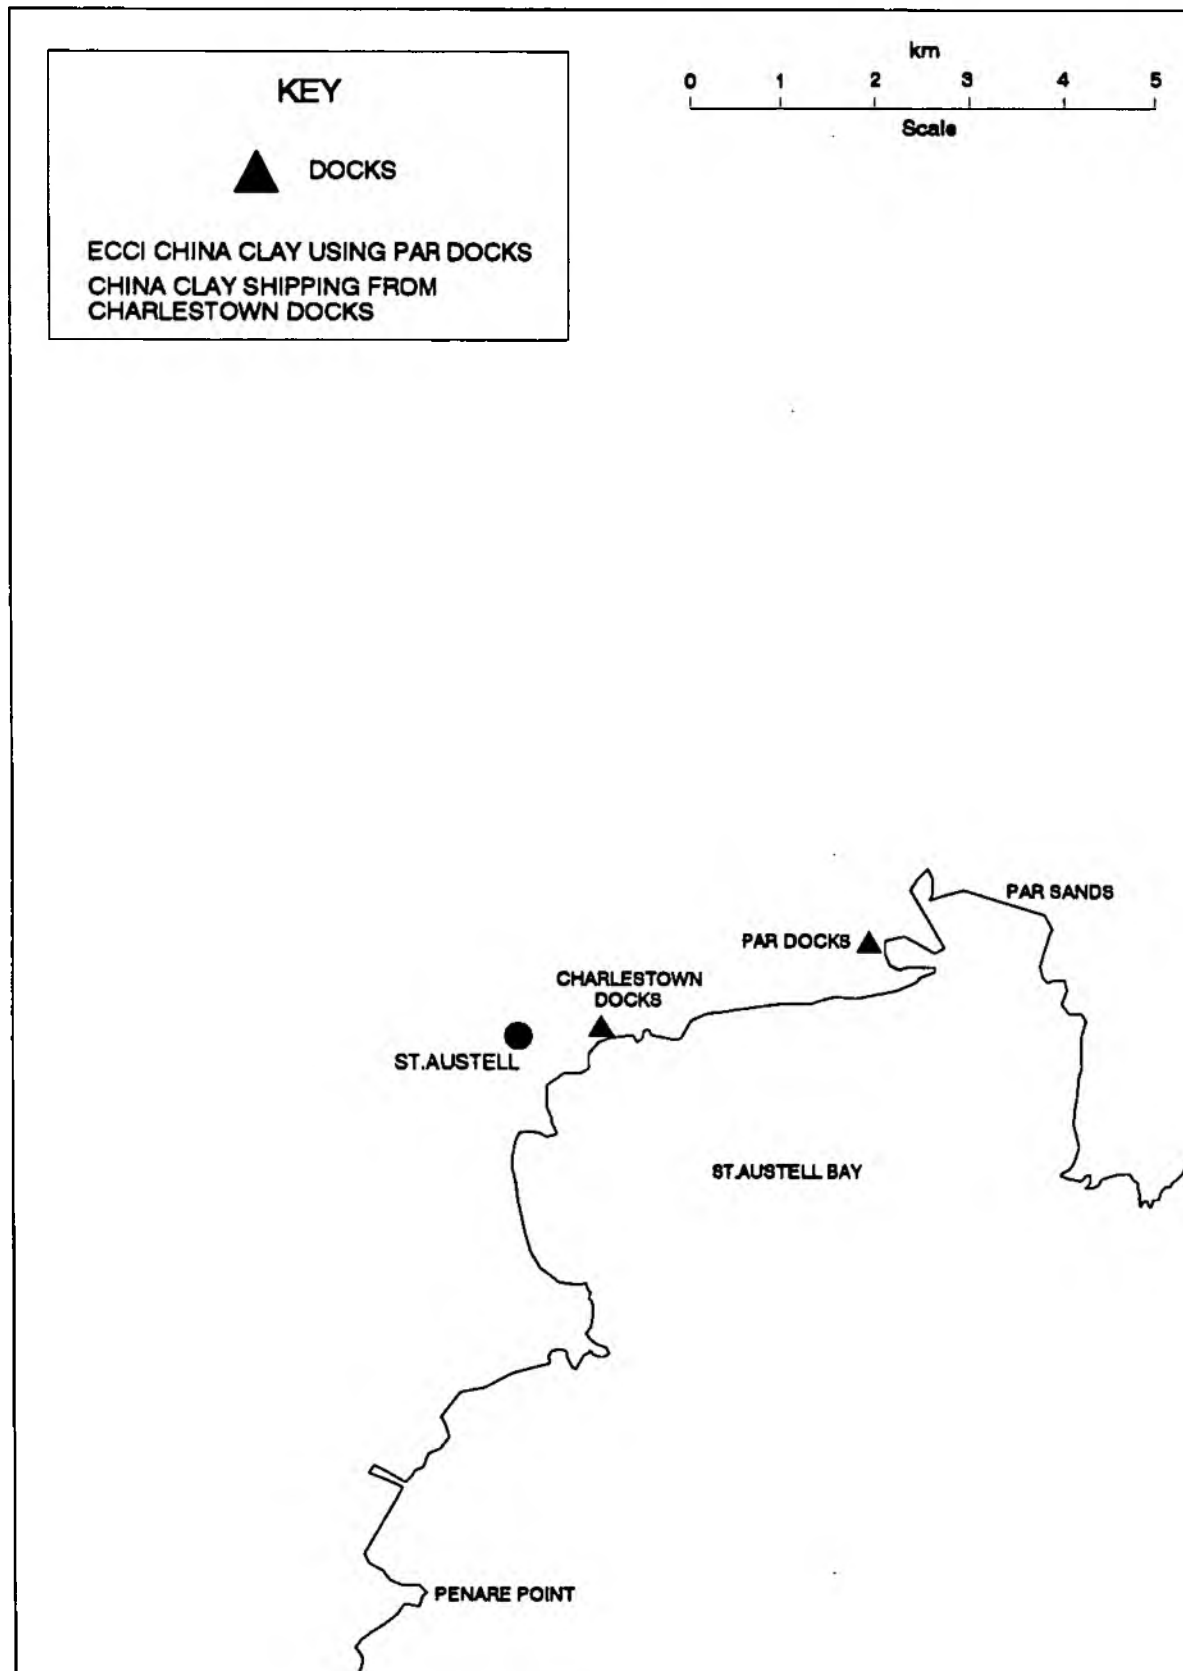 KEY
DOCKS
ECCI CHINA CLAY USING PAR DOCKS
CHINA CLAY SHIPPING FROM
CHARLESTOWN DOCKS
km
0 1 2 3 4 5
Scale
PAR SANDS
PAR DOCKS
CHARLESTOWN
DOCKS
ST.AUSTELL
ST.AUSTELL BAY
PENARE POINT